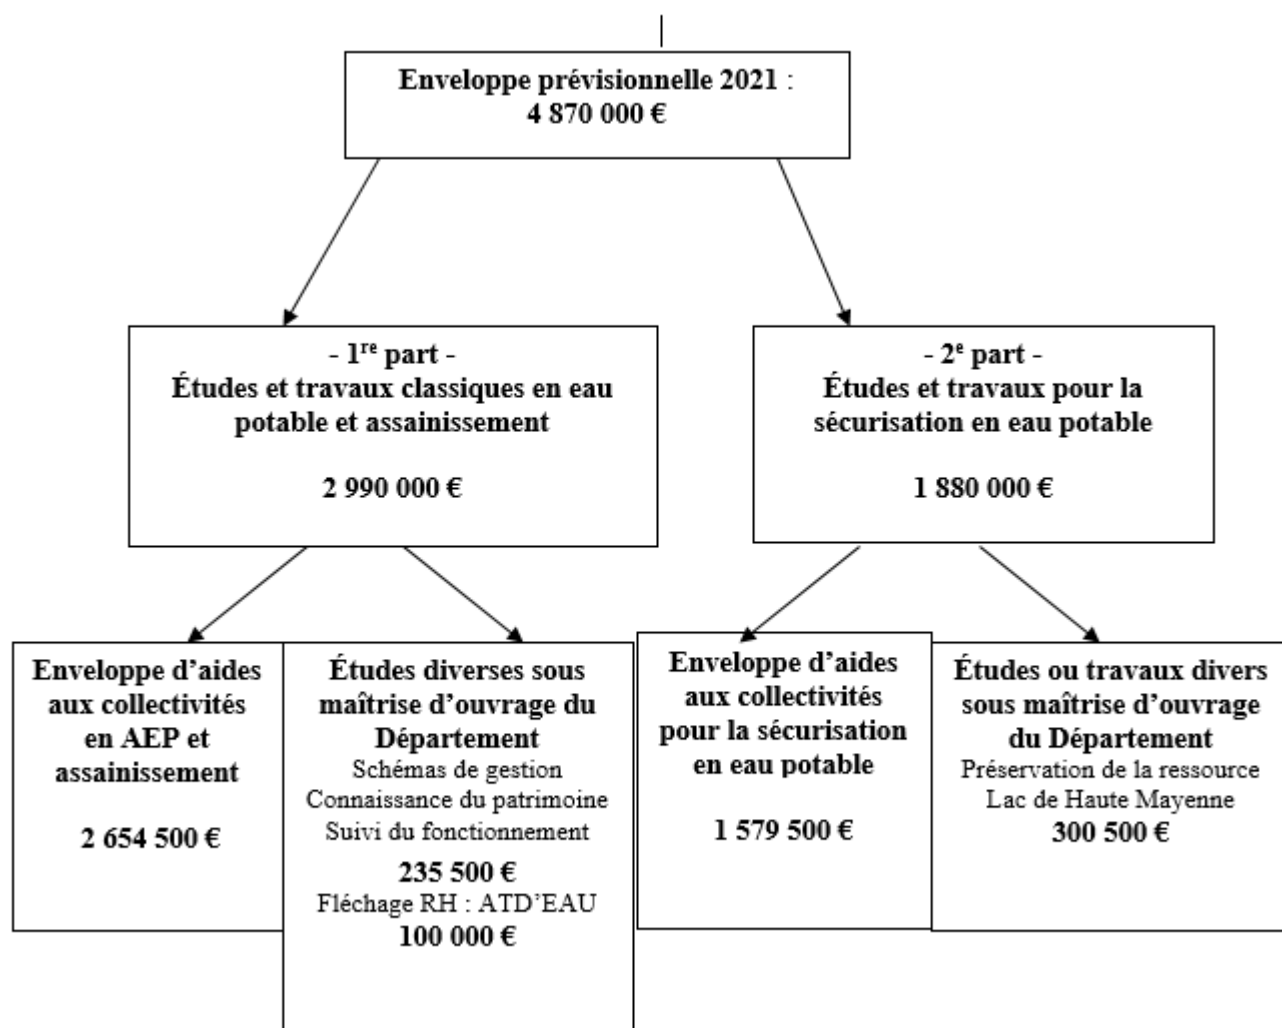 Enveloppe prévisionnelle 2021 :
4 870 000 €
- 1re part -
Études et travaux classiques en eau
potable et assainissement
2 990 000 €
- 2e part -
Études et travaux pour la
sécurisation en eau potable
1 880 000 €
Enveloppe d’aides
aux collectivités
en AEP et
assainissement
2 654 500 €
Études diverses sous
maîtrise d’ouvrage du
Département
Schémas de gestion
Connaissance du patrimoine
Suivi du fonctionnement
235 500 €
Fléchage RH : ATD’EAU
100 000 €
Enveloppe d’aides
aux collectivités
pour la sécurisation
en eau potable
1 579 500 €
Études ou travaux divers
sous maîtrise d’ouvrage
du Département
Préservation de la ressource
Lac de Haute Mayenne
300 500 €